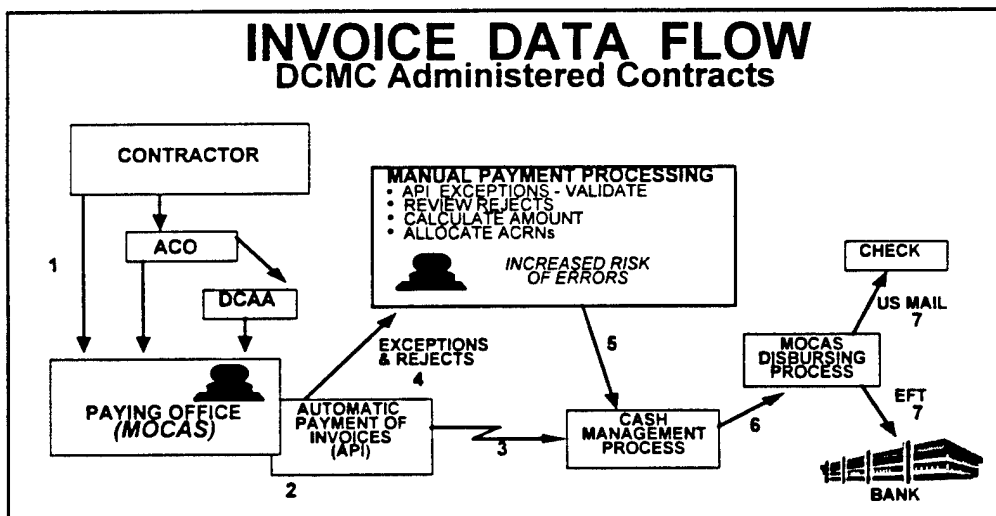 INVOICE DATA FLOW
DCMC Administered Contracts
CONTRACTOR
1
ACO
DCAA
PAYING OFFICE
(MOCAS)
AUTOMATIC
PAYMENT OF
INVOICES
(API)
2
MANUAL PAYMENT PROCESSING
• API EXCEPTIONS - VALIDATE
• REVIEW REJECTS
• CALCULATE AMOUNT
• ALLOCATE ACRNs
INCREASED RISK
OF ERRORS
EXCEPTIONS
& REJECTS
4
3
5
CASH
MANAGEMENT
PROCESS
6
MOCAS
DISBURSING
PROCESS
CHECK
US MAIL
7
EFT
7
BANK